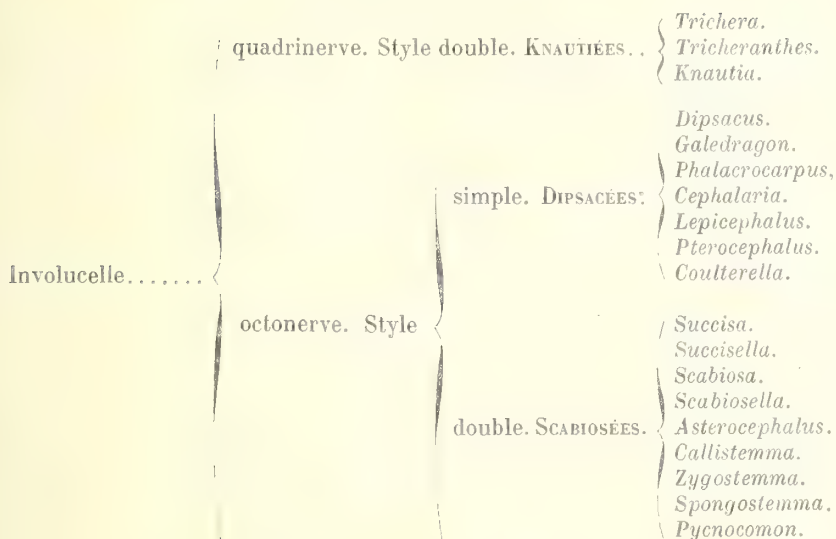 Trichera.
quadrinerve. Style double. KNAUTIÉES.. Tricheranthes.
Knautia.
Dipsacus.
Galedragon.
Phalacrocarpus,
simple. DIPSACÉES: Cephalaria.
Lepicephalus.
Pterocephalus.
Involucelle.......
Coulterella.
octonerve. Style
Succisa.
Succisella.
Scabiosa.
Scabiosella.
double. SCABIOSÉES. Asterocephalus.
Callistemma.
Zygostemma.
Spongostemma.
Pycnocomon.